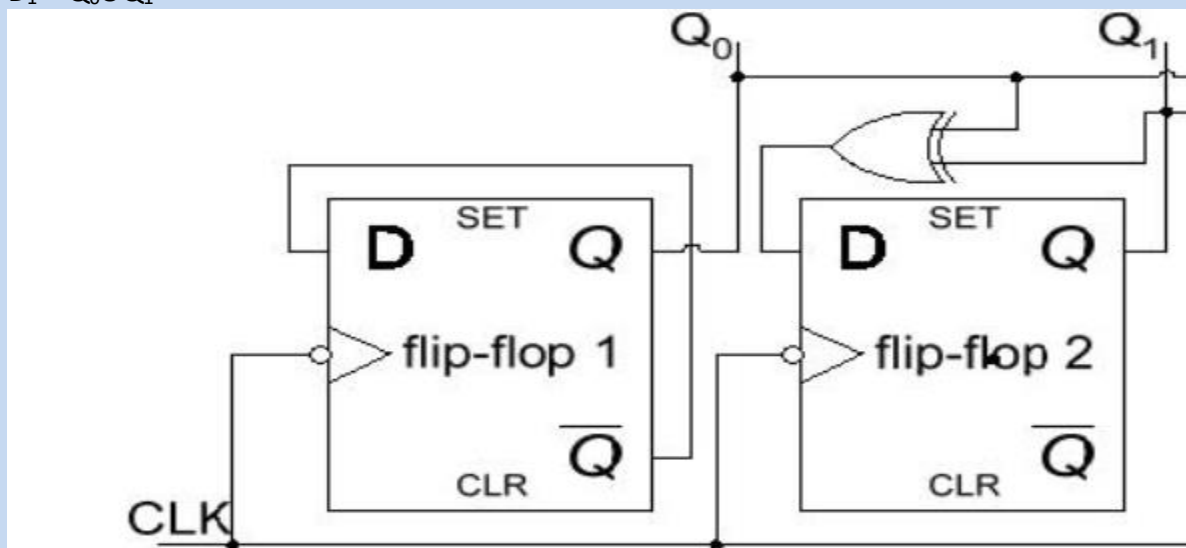 Q₀ Q₁
SET SET
D Q D Q
flip-flop 1 flip-flop 2
Q̅ Q̅
CLR CLR
CLK